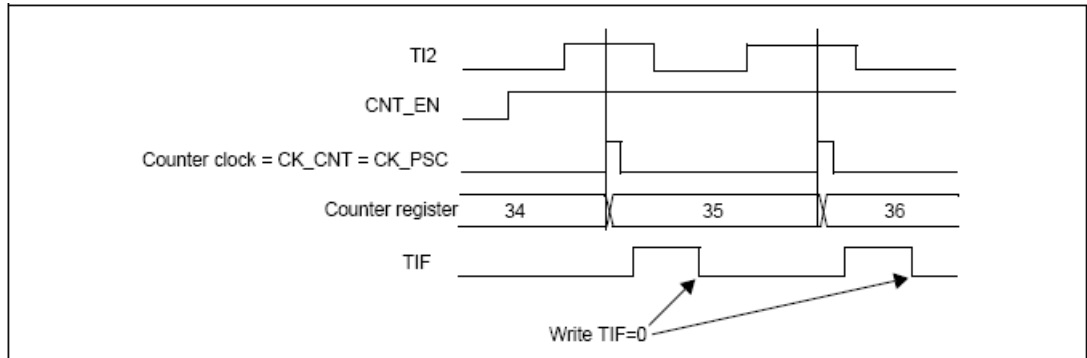 TI2
CNT_EN
Counter clock = CK_CNT = CK_PSC
Counter register 34 35 36
TIF
Write TIF=0